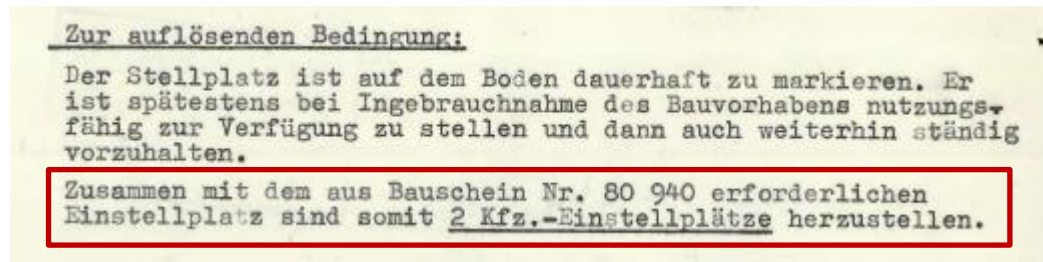 Zur auflösenden Bedingung:
Der Stellplatz ist auf dem Boden dauerhaft zu markieren. Er
ist spätestens bei Ingebrauchnahme des Bauvorhabens nutzungs-
fähig zur Verfügung zu stellen und dann auch weiterhin ständig
vorzuhalten.
Zusammen mit dem aus Bauschein Nr. 80 940 erforderlichen
Einstellplatz sind somit 2 Kfz.-Einstellplätze herzustellen.